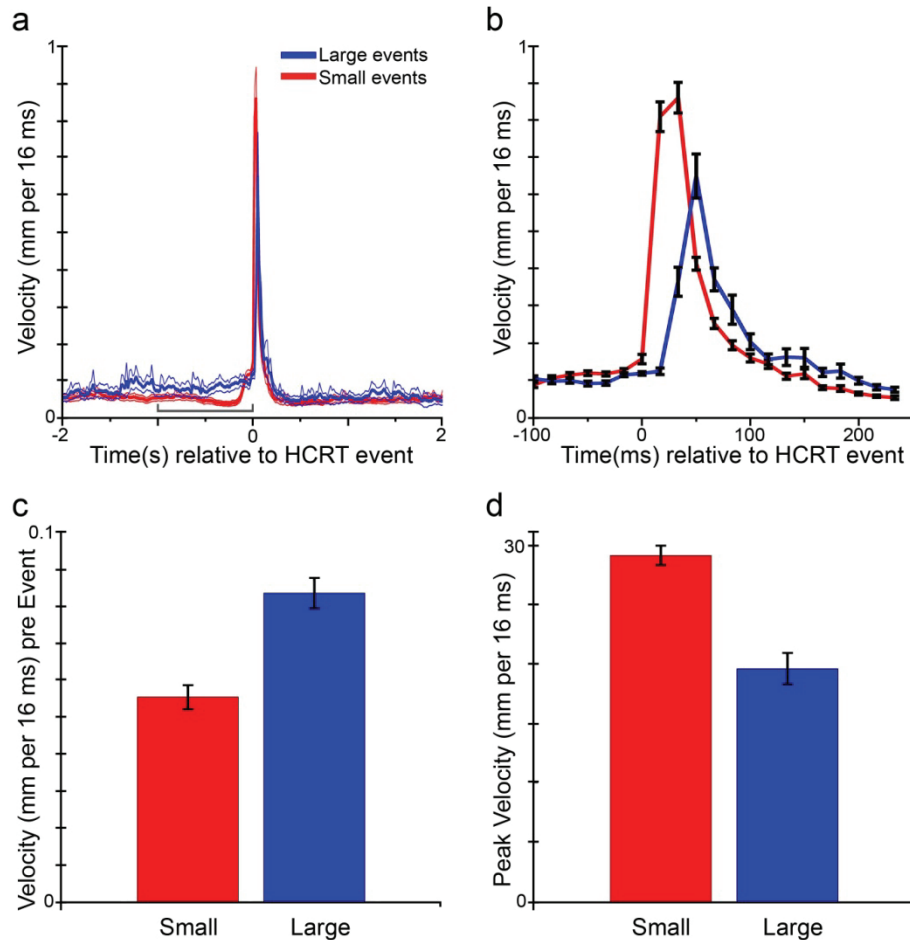 a
1
Large events
Small events
Velocity (mm per 16 ms)
0
-2
0
2
Time(s) relative to HCRT event
b
1
Velocity (mm per 16 ms)
0
-100
0
100
200
Time(ms) relative to HCRT event
c
0.1
Velocity (mm per 16 ms) pre Event
0
Small
Large
d
30
Peak Velocity (mm per 16 ms)
0
Small
Large